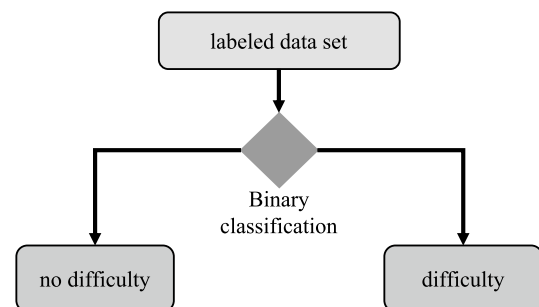 labeled data set
Binary
classification
no difficulty
difficulty